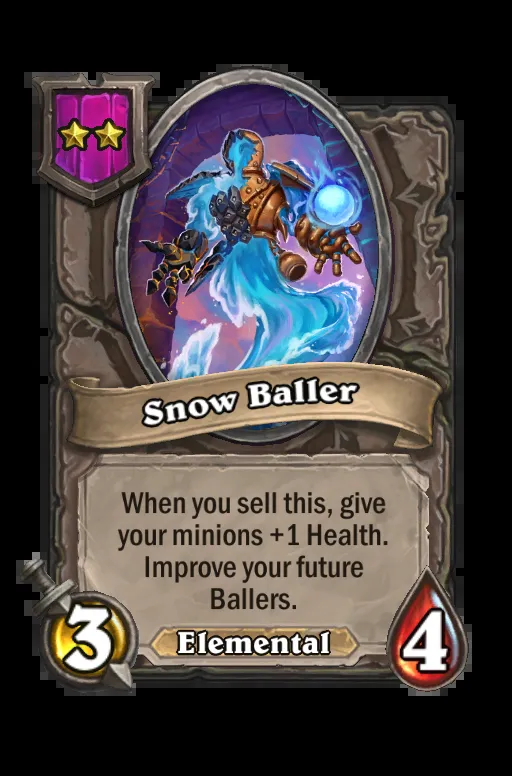 Snow Baller
When you sell this, give
your minions +1 Health.
Improve your future
Ballers.
3
Elemental
4